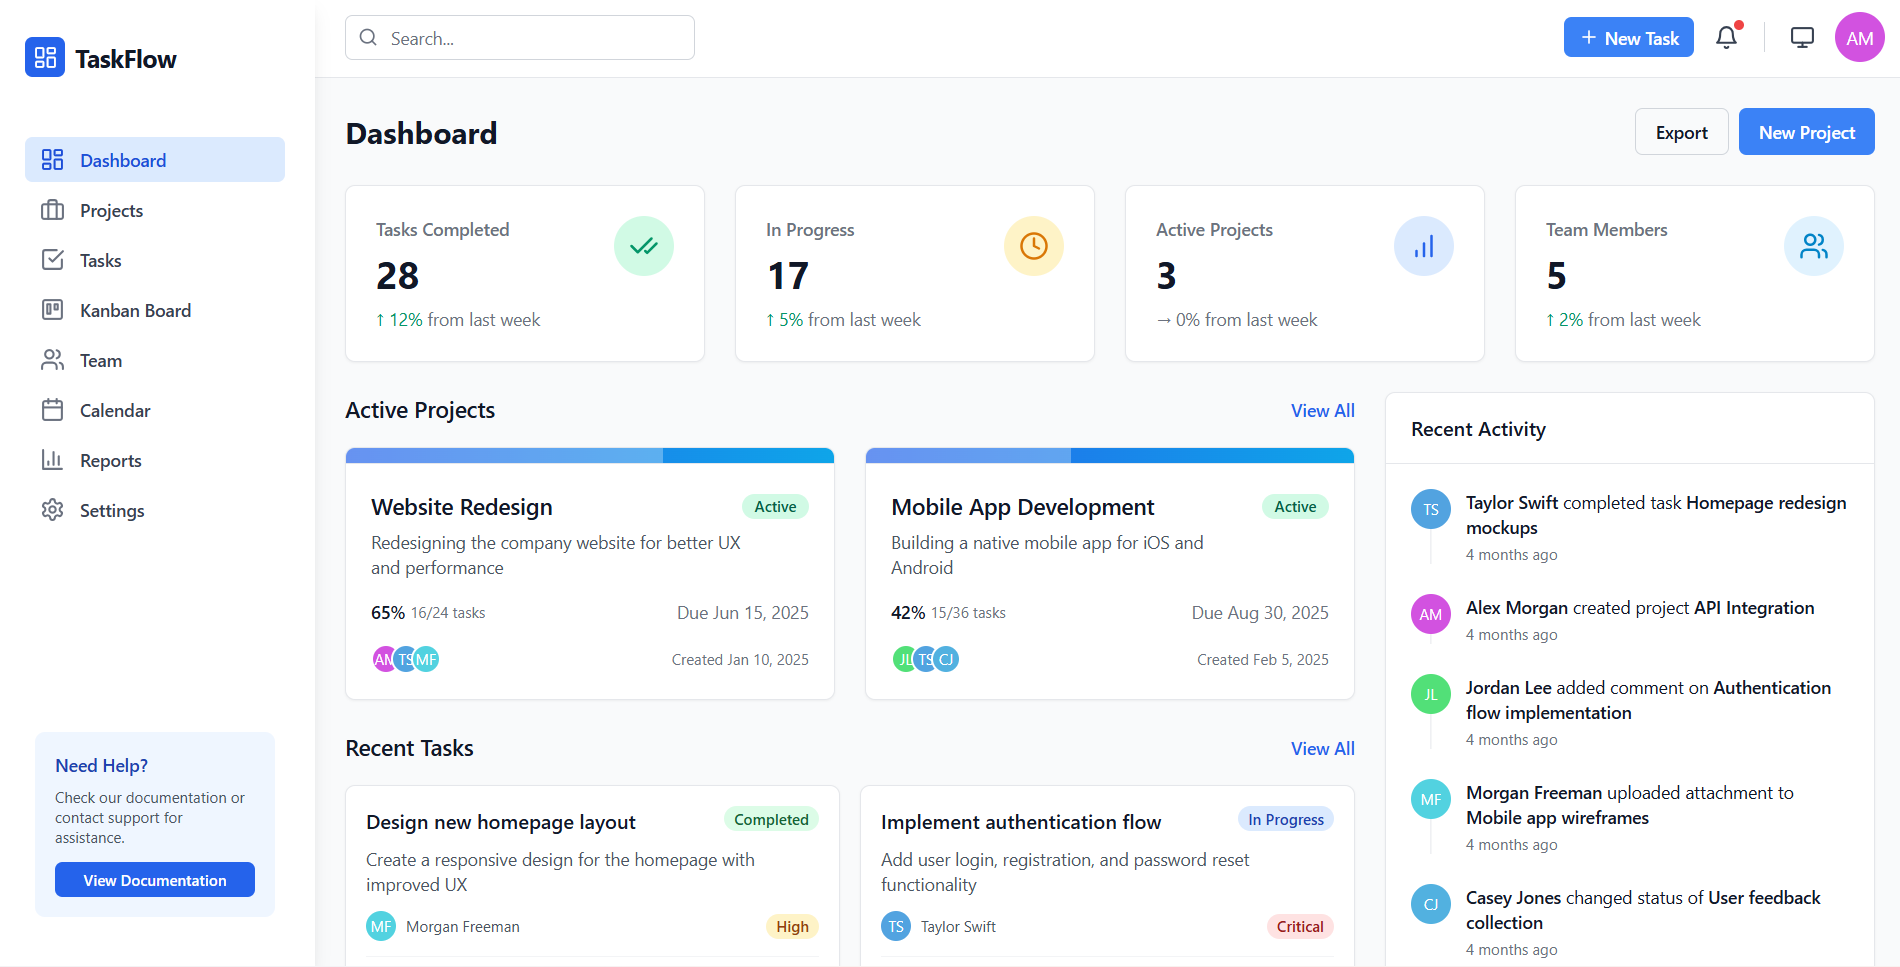 TaskFlow
Dashboard
Projects
Tasks
Kanban Board
Team
Calendar
Reports
Settings
Need Help?
Check our documentation or
contact support for
assistance.
View Documentation
Search...
+ New Task
AM
Dashboard
Export
New Project
Tasks Completed
28
↑ 12% from last week
In Progress
17
↑ 5% from last week
Active Projects
3
→ 0% from last week
Team Members
5
↑ 2% from last week
Active Projects
View All
Website Redesign
Active
Redesigning the company website for better UX
and performance
65% 16/24 tasks
Due Jun 15, 2025
AM TS MF
Created Jan 10, 2025
Mobile App Development
Active
Building a native mobile app for iOS and
Android
42% 15/36 tasks
Due Aug 30, 2025
JL TS CJ
Created Feb 5, 2025
Recent Tasks
View All
Design new homepage layout
Completed
Create a responsive design for the homepage with
improved UX
MF Morgan Freeman
High
Implement authentication flow
In Progress
Add user login, registration, and password reset
functionality
TS Taylor Swift
Critical
Recent Activity
TS
Taylor Swift completed task Homepage redesign
mockups
4 months ago
AM
Alex Morgan created project API Integration
4 months ago
JL
Jordan Lee added comment on Authentication
flow implementation
4 months ago
MF
Morgan Freeman uploaded attachment to
Mobile app wireframes
4 months ago
CJ
Casey Jones changed status of User feedback
collection
4 months ago